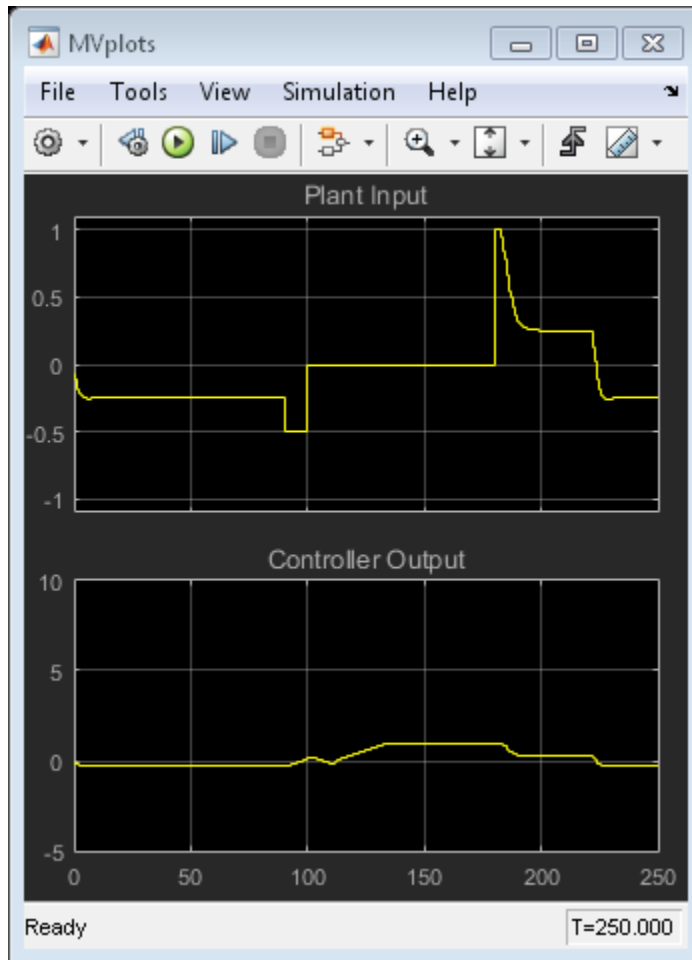 MVplots
File Tools View Simulation Help
Plant Input
1
0.5
0
-0.5
-1
Controller Output
10
5
0
-5
0 50 100 150 200 250
Ready T=250.000